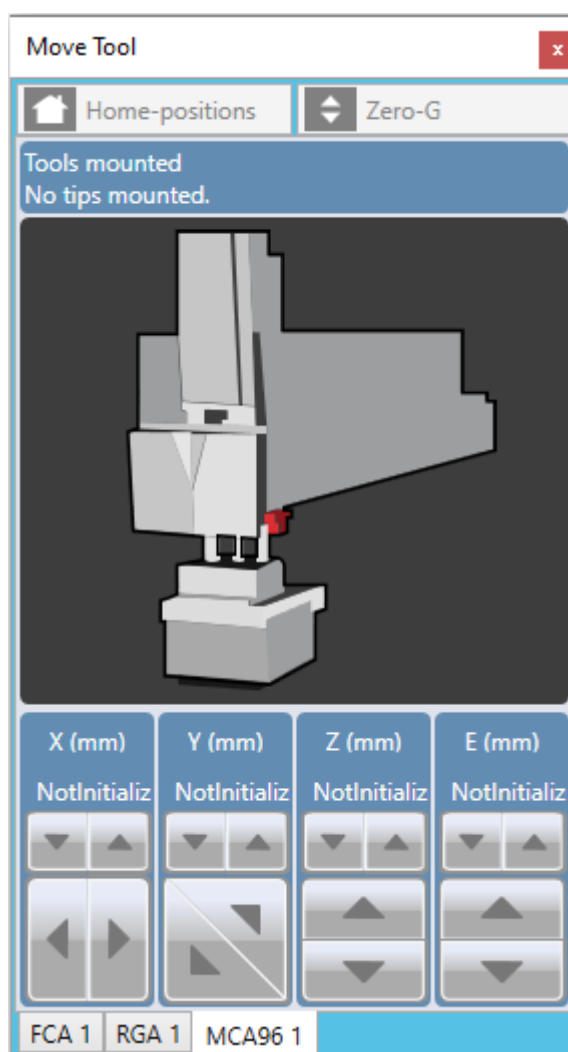 Move Tool
x
Home-positions
Zero-G
Tools mounted
No tips mounted.
X (mm)
Y (mm)
Z (mm)
E (mm)
NotInitializ
NotInitializ
NotInitializ
NotInitializ
FCA 1
RGA 1
MCA96 1